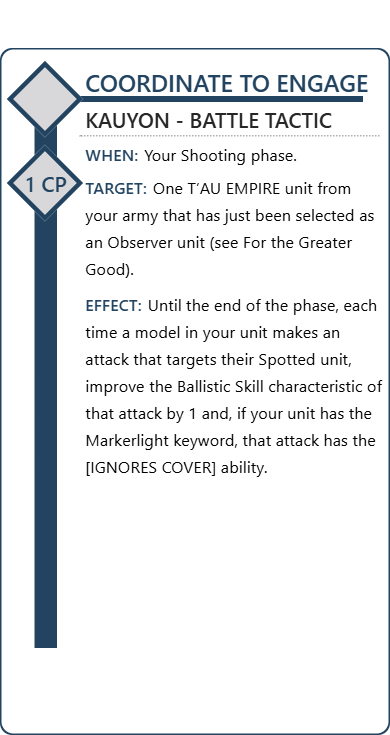 COORDINATE TO ENGAGE
KAUYON - BATTLE TACTIC
WHEN: Your Shooting phase.
1 CP
TARGET: One T'AU EMPIRE unit from
your army that has just been selected as
an Observer unit (see For the Greater
Good).
EFFECT: Until the end of the phase, each
time a model in your unit makes an
attack that targets their Spotted unit,
improve the Ballistic Skill characteristic of
that attack by 1 and, if your unit has the
Markerlight keyword, that attack has the
[IGNORES COVER] ability.